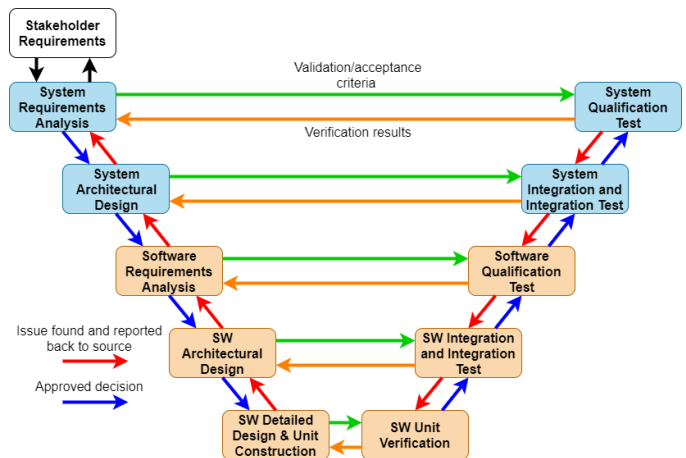 Stakeholder
Requirements
Validation/acceptance
criteria
System
Requirements
Analysis
System
Qualification
Test
Verification results
System
Architectural
Design
System
Integration and
Integration Test
Software
Requirements
Analysis
Software
Qualification
Test
Issue found and reported
back to source
SW
Architectural
Design
SW Integration
and Integration
Test
Approved decision
SW Detailed
Design & Unit
Construction
SW Unit
Verification